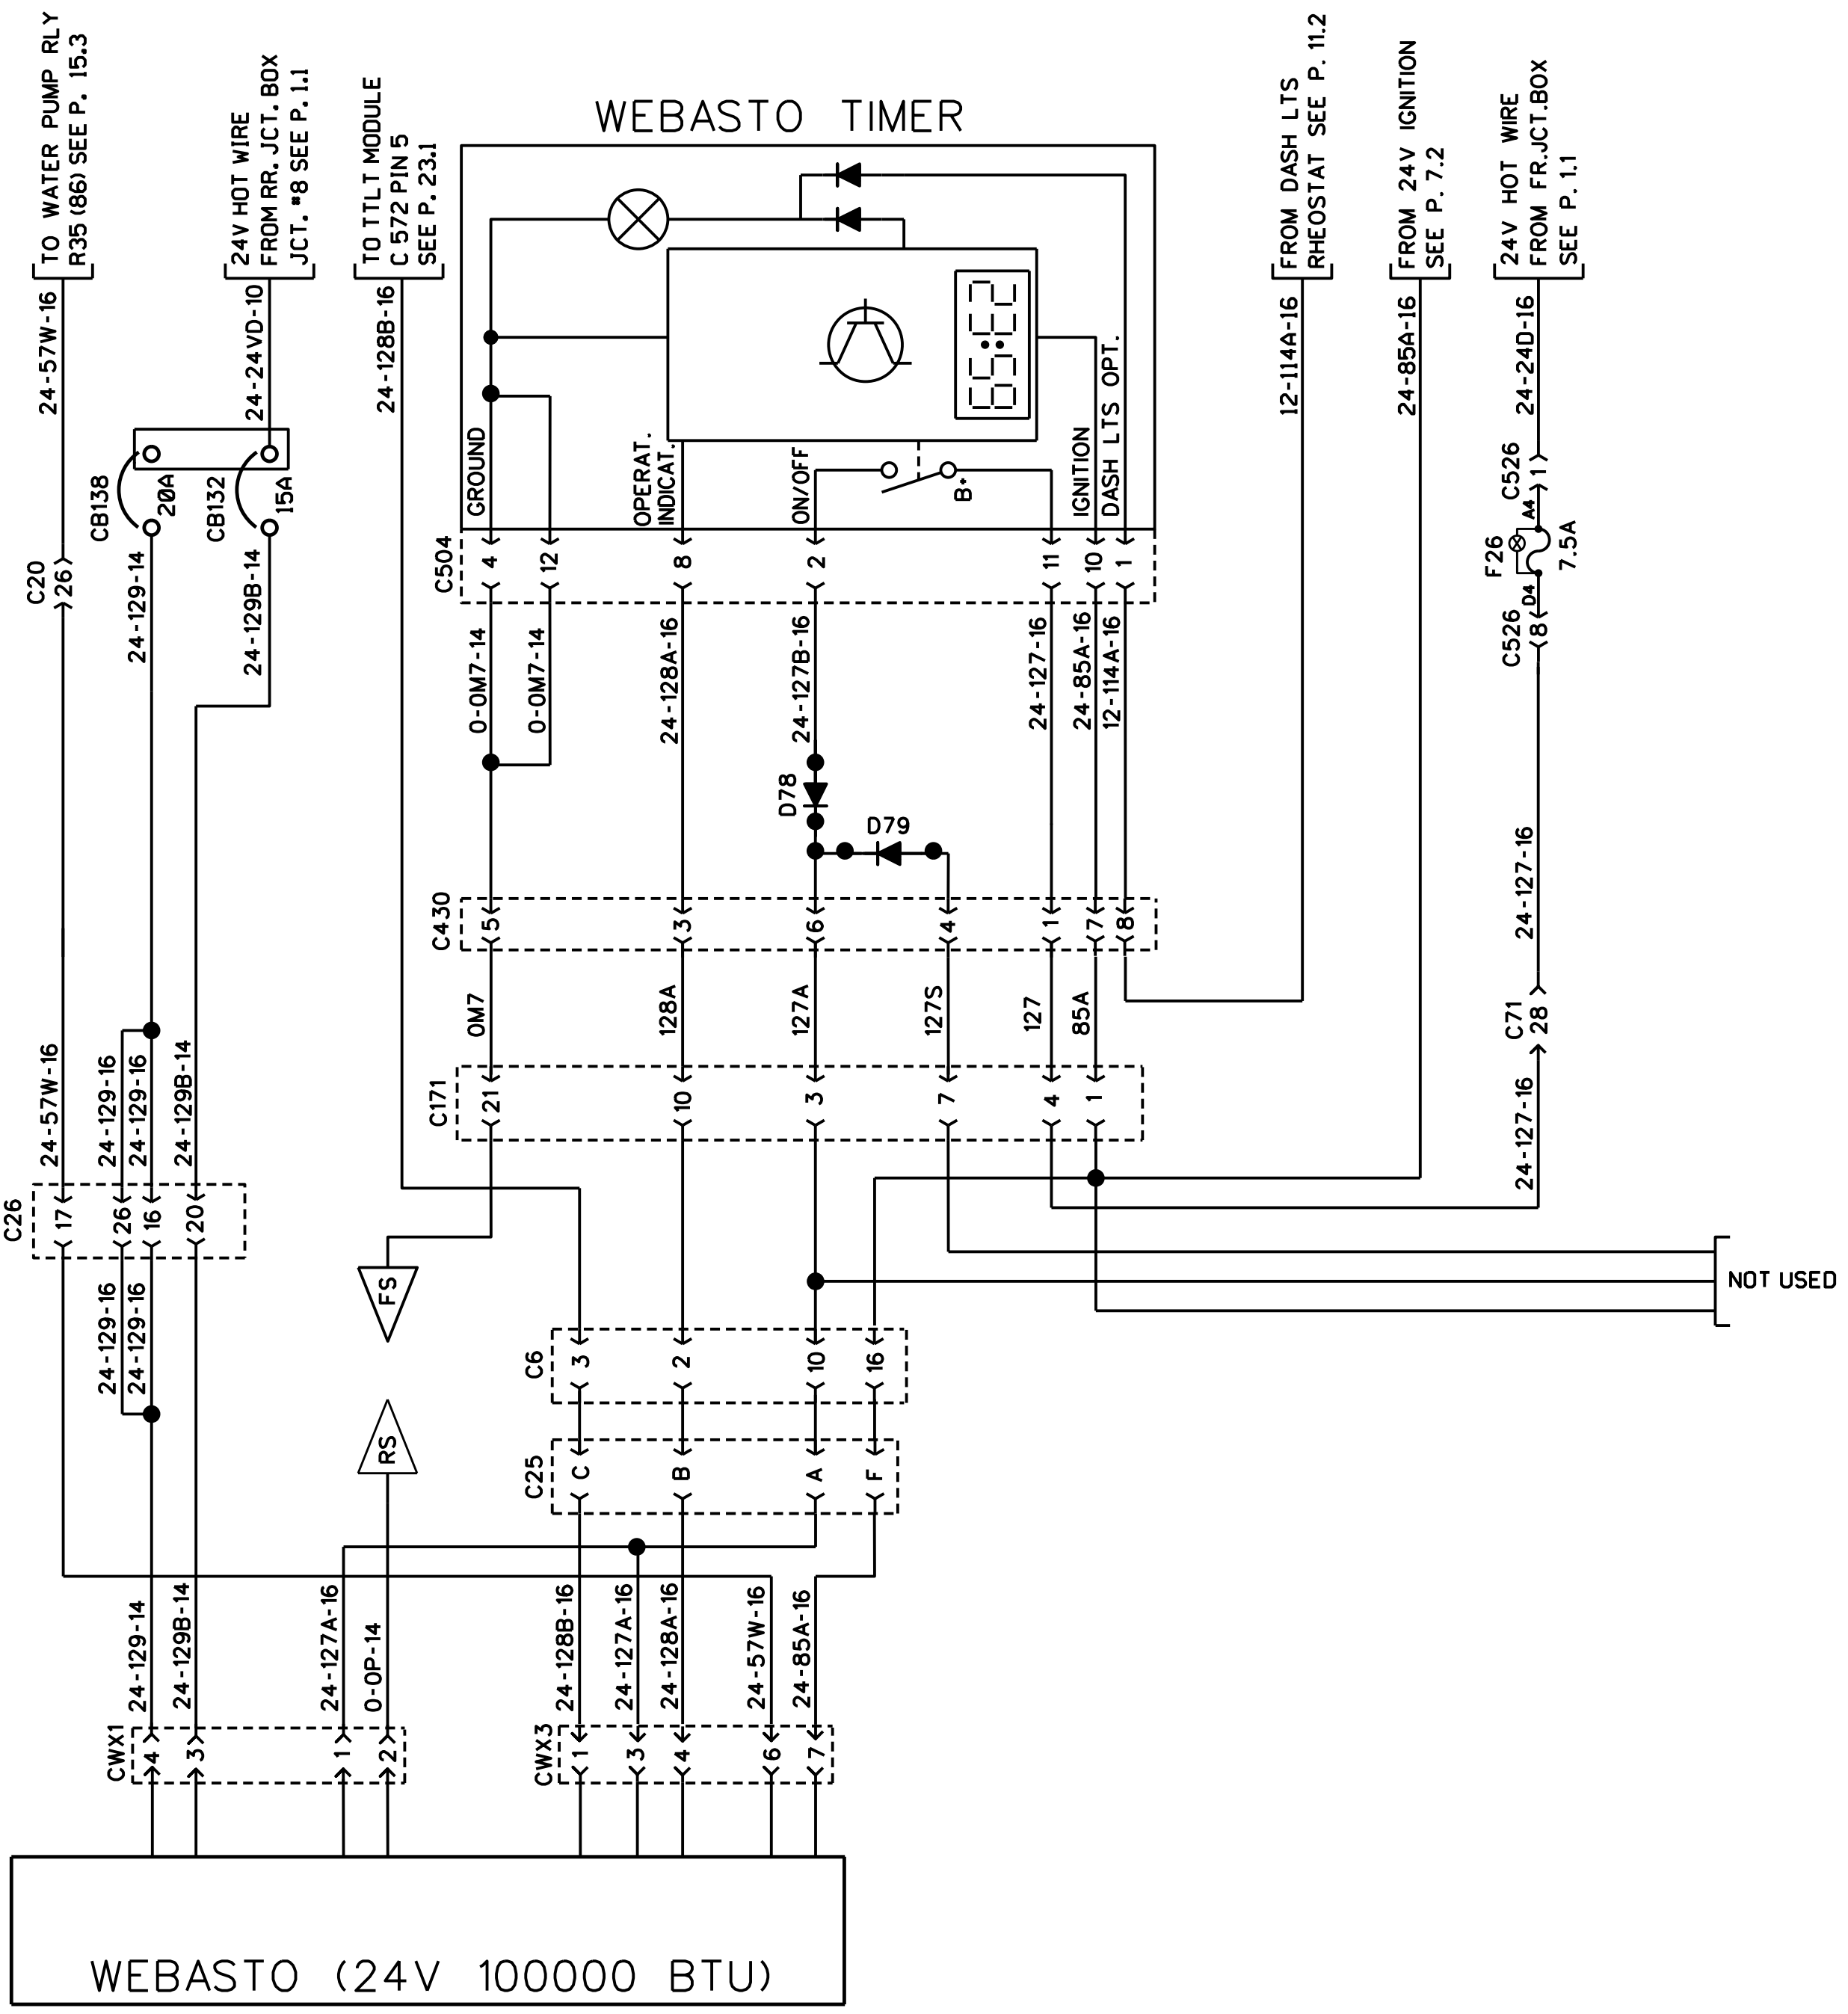 TO WATER PUMP RLY
R35 (86) SEE P. 15.3
24V HOT WIRE
FROM RR. JCT. BOX
JCT. #8 SEE P. 1.1
TO TTLT MODULE
C 572 PIN 5
SEE P. 23.1
WEBASTO TIMER
FROM DASH LTS
RHEOSTAT SEE P. 11.2
FROM 24V IGNITION
SEE P. 7.2
24V HOT WIRE
FROM FR.JCT.BOX
SEE P. 1.1
24-57W-16
24-24VD-10
24-128B-16
12-114A-16
24-85A-16
24-24D-16
GROUND
OPERAT.
INDICAT.
ON/OFF
B+
IGNITION
DASH LTS OPT.
CB138
20A
CB132
15A
C526
1
A4
F26
7.5A
D4
C526
8
C20
26
24-129-14
24-129B-14
C504
4
12
8
2
11
10
1
0-0M7-14
0-0M7-14
24-128A-16
24-127B-16
24-127-16
24-85A-16
12-114A-16
D78
D79
24-127-16
C430
5
3
6
4
1
7
8
0M7
128A
127A
127S
127
85A
C71
28
24-57W-16
24-129-16
24-129-16
24-129B-14
C171
21
10
3
7
4
1
24-127-16
C26
17
26
16
20
NOT USED
FS
24-129-16
24-129-16
C6
3
2
10
16
RS
C25
C
B
A
F
24-129-14
24-129B-14
24-127A-16
0-0P-14
24-128B-16
24-127A-16
24-128A-16
24-57W-16
24-85A-16
CWX1
4
3
1
2
CWX3
1
3
4
6
7
WEBASTO (24V 100000 BTU)